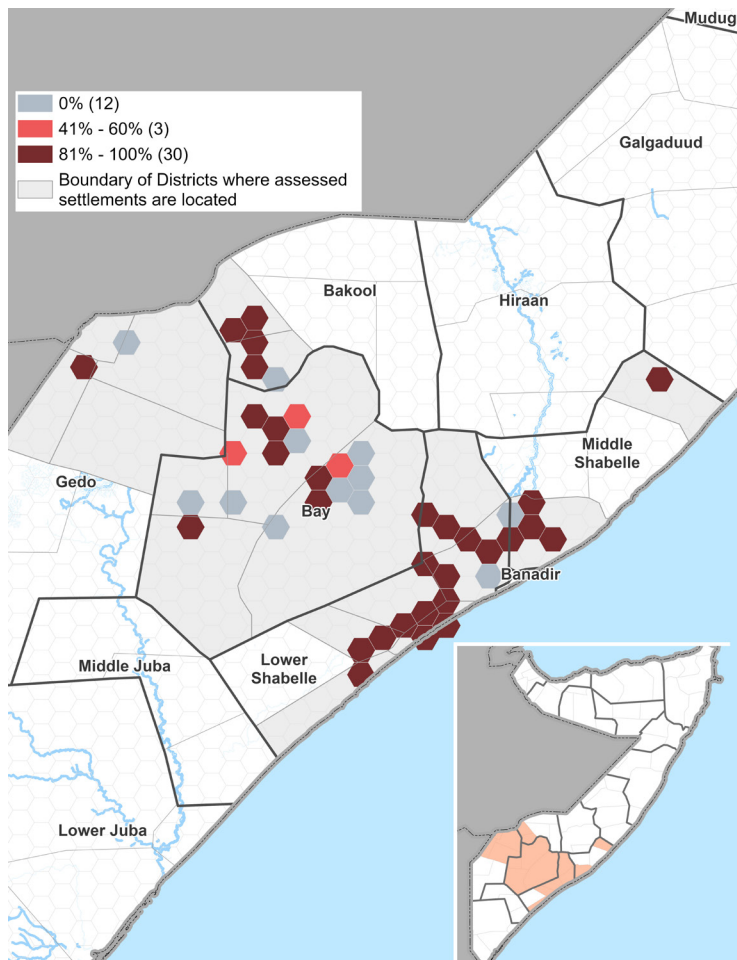 Mudug
0% (12)
41% - 60% (3)
81% - 100% (30)
Boundary of Districts where assessed
settlements are located
Galgaduud
Bakool
Hiraan
Middle
Shabelle
Gedo
Bay
Banadir
Middle Juba
Lower
Shabelle
Lower Juba